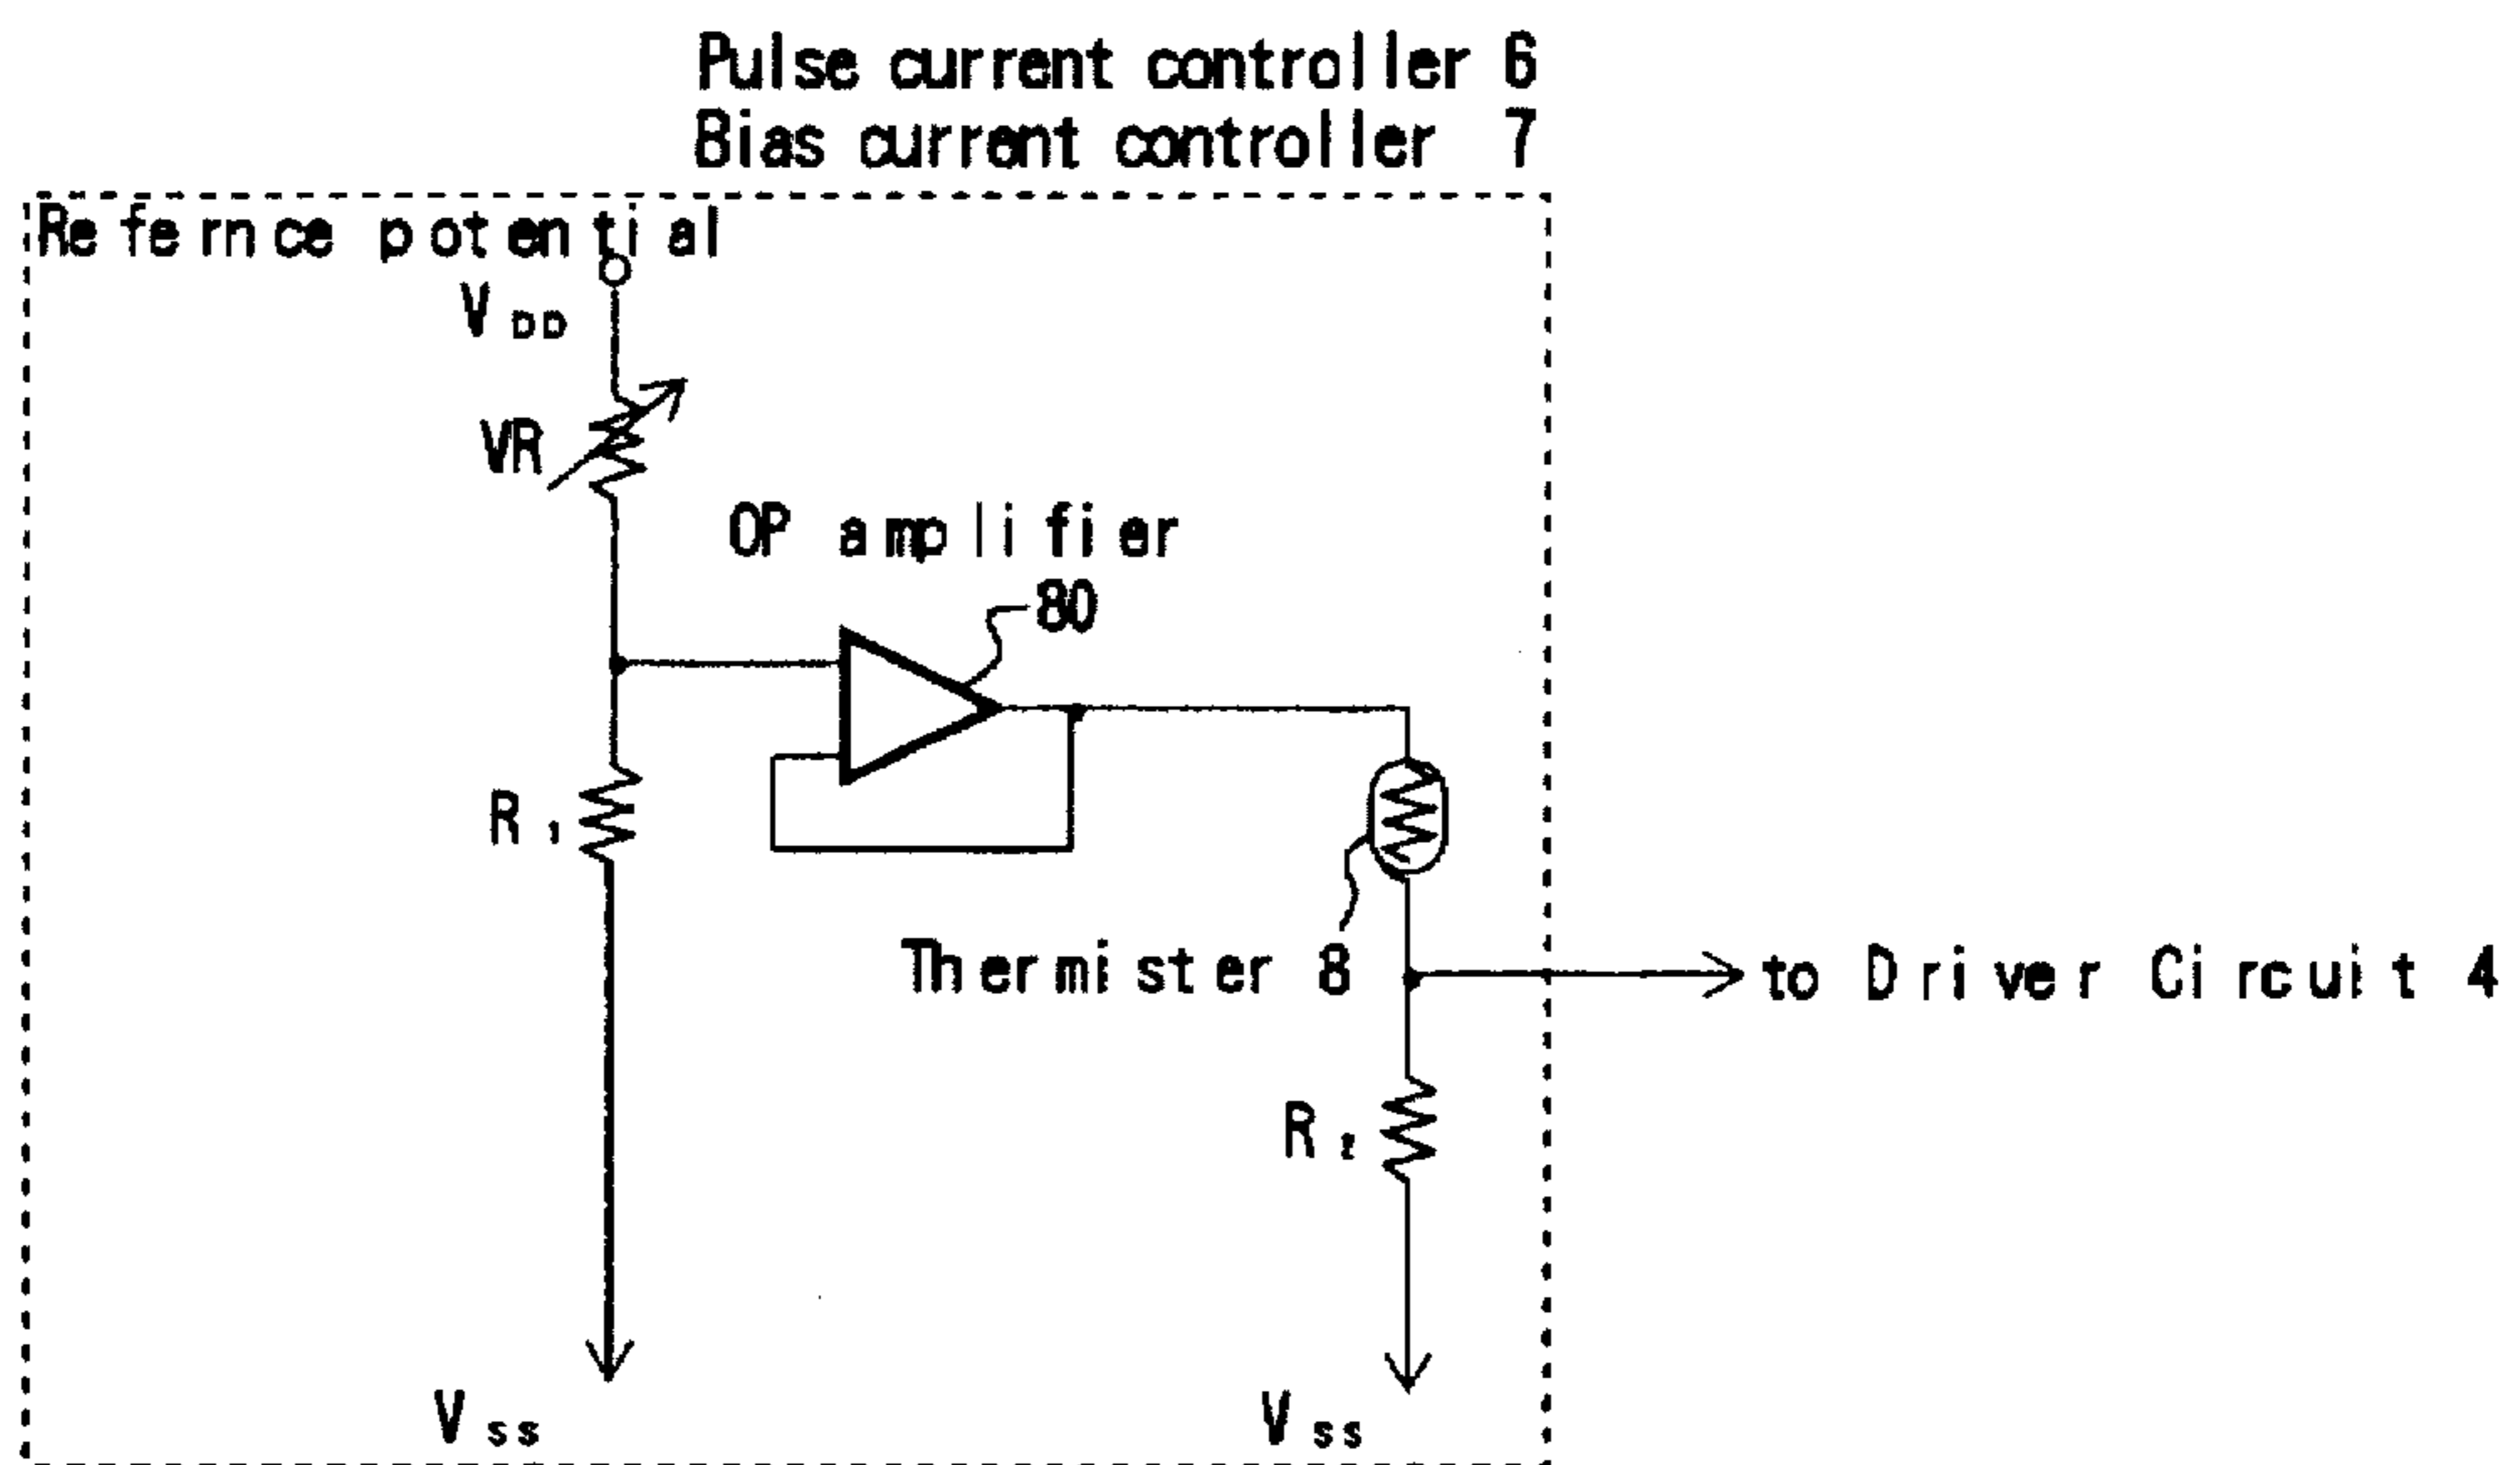 Pulse current controller 6
Bias current controller 7
Refernce potential
VDD
VR
OP amplifier
80
R1
Thermister 8
to Driver Circuit 4
R2
Vss
Vss